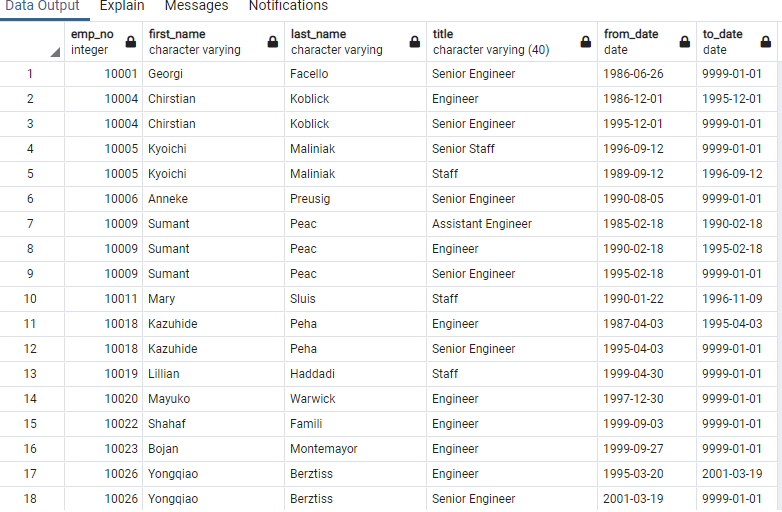 Data Output Explain Messages Notifications
emp_no first_name last_name title from_date to_date
integer character varying character varying character varying (40) date date
1 10001 Georgi Facello Senior Engineer 1986-06-26 9999-01-01
2 10004 Chirstian Koblick Engineer 1986-12-01 1995-12-01
3 10004 Chirstian Koblick Senior Engineer 1995-12-01 9999-01-01
4 10005 Kyoichi Maliniak Senior Staff 1996-09-12 9999-01-01
5 10005 Kyoichi Maliniak Staff 1989-09-12 1996-09-12
6 10006 Anneke Preusig Senior Engineer 1990-08-05 9999-01-01
7 10009 Sumant Peac Assistant Engineer 1985-02-18 1990-02-18
8 10009 Sumant Peac Engineer 1990-02-18 1995-02-18
9 10009 Sumant Peac Senior Engineer 1995-02-18 9999-01-01
10 10011 Mary Sluis Staff 1990-01-22 1996-11-09
11 10018 Kazuhide Peha Engineer 1987-04-03 1995-04-03
12 10018 Kazuhide Peha Senior Engineer 1995-04-03 9999-01-01
13 10019 Lillian Haddadi Staff 1999-04-30 9999-01-01
14 10020 Mayuko Warwick Engineer 1997-12-30 9999-01-01
15 10022 Shahaf Famili Engineer 1999-09-03 9999-01-01
16 10023 Bojan Montemayor Engineer 1999-09-27 9999-01-01
17 10026 Yongqiao Berztiss Engineer 1995-03-20 2001-03-19
18 10026 Yongqiao Berztiss Senior Engineer 2001-03-19 9999-01-01